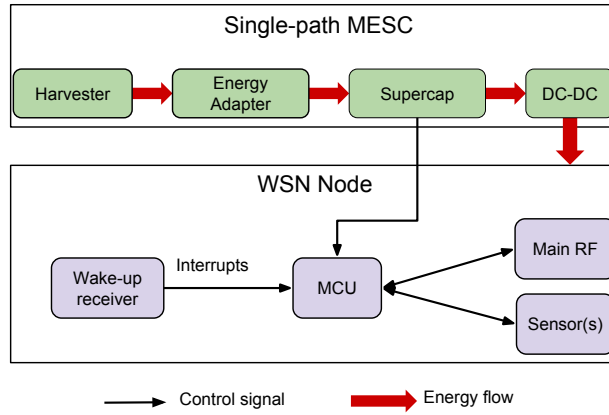 Single-path MESC
Harvester
Energy
Adapter
Supercap
DC-DC
WSN Node
Wake-up
receiver
Interrupts
MCU
Main RF
Sensor(s)
Control signal
Energy flow